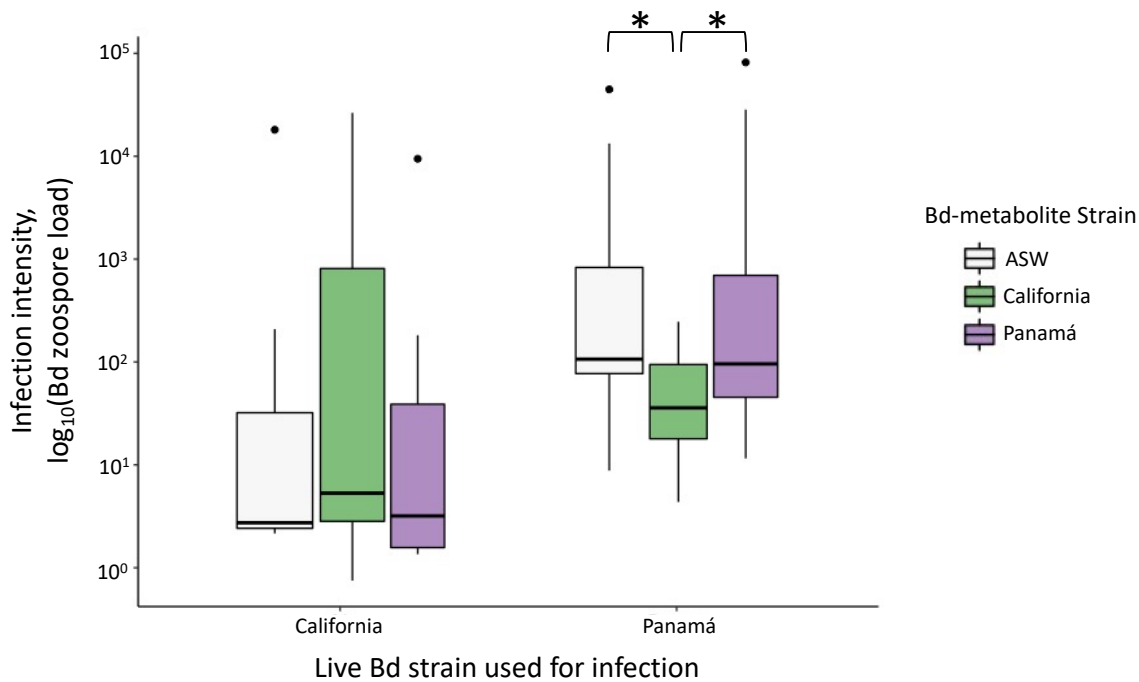 * *
10⁵
10⁴
10³
10²
10¹
10⁰
Infection intensity,
log₁₀(Bd zoospore load)
California
Panamá
Live Bd strain used for infection
Bd-metabolite Strain
ASW
California
Panamá